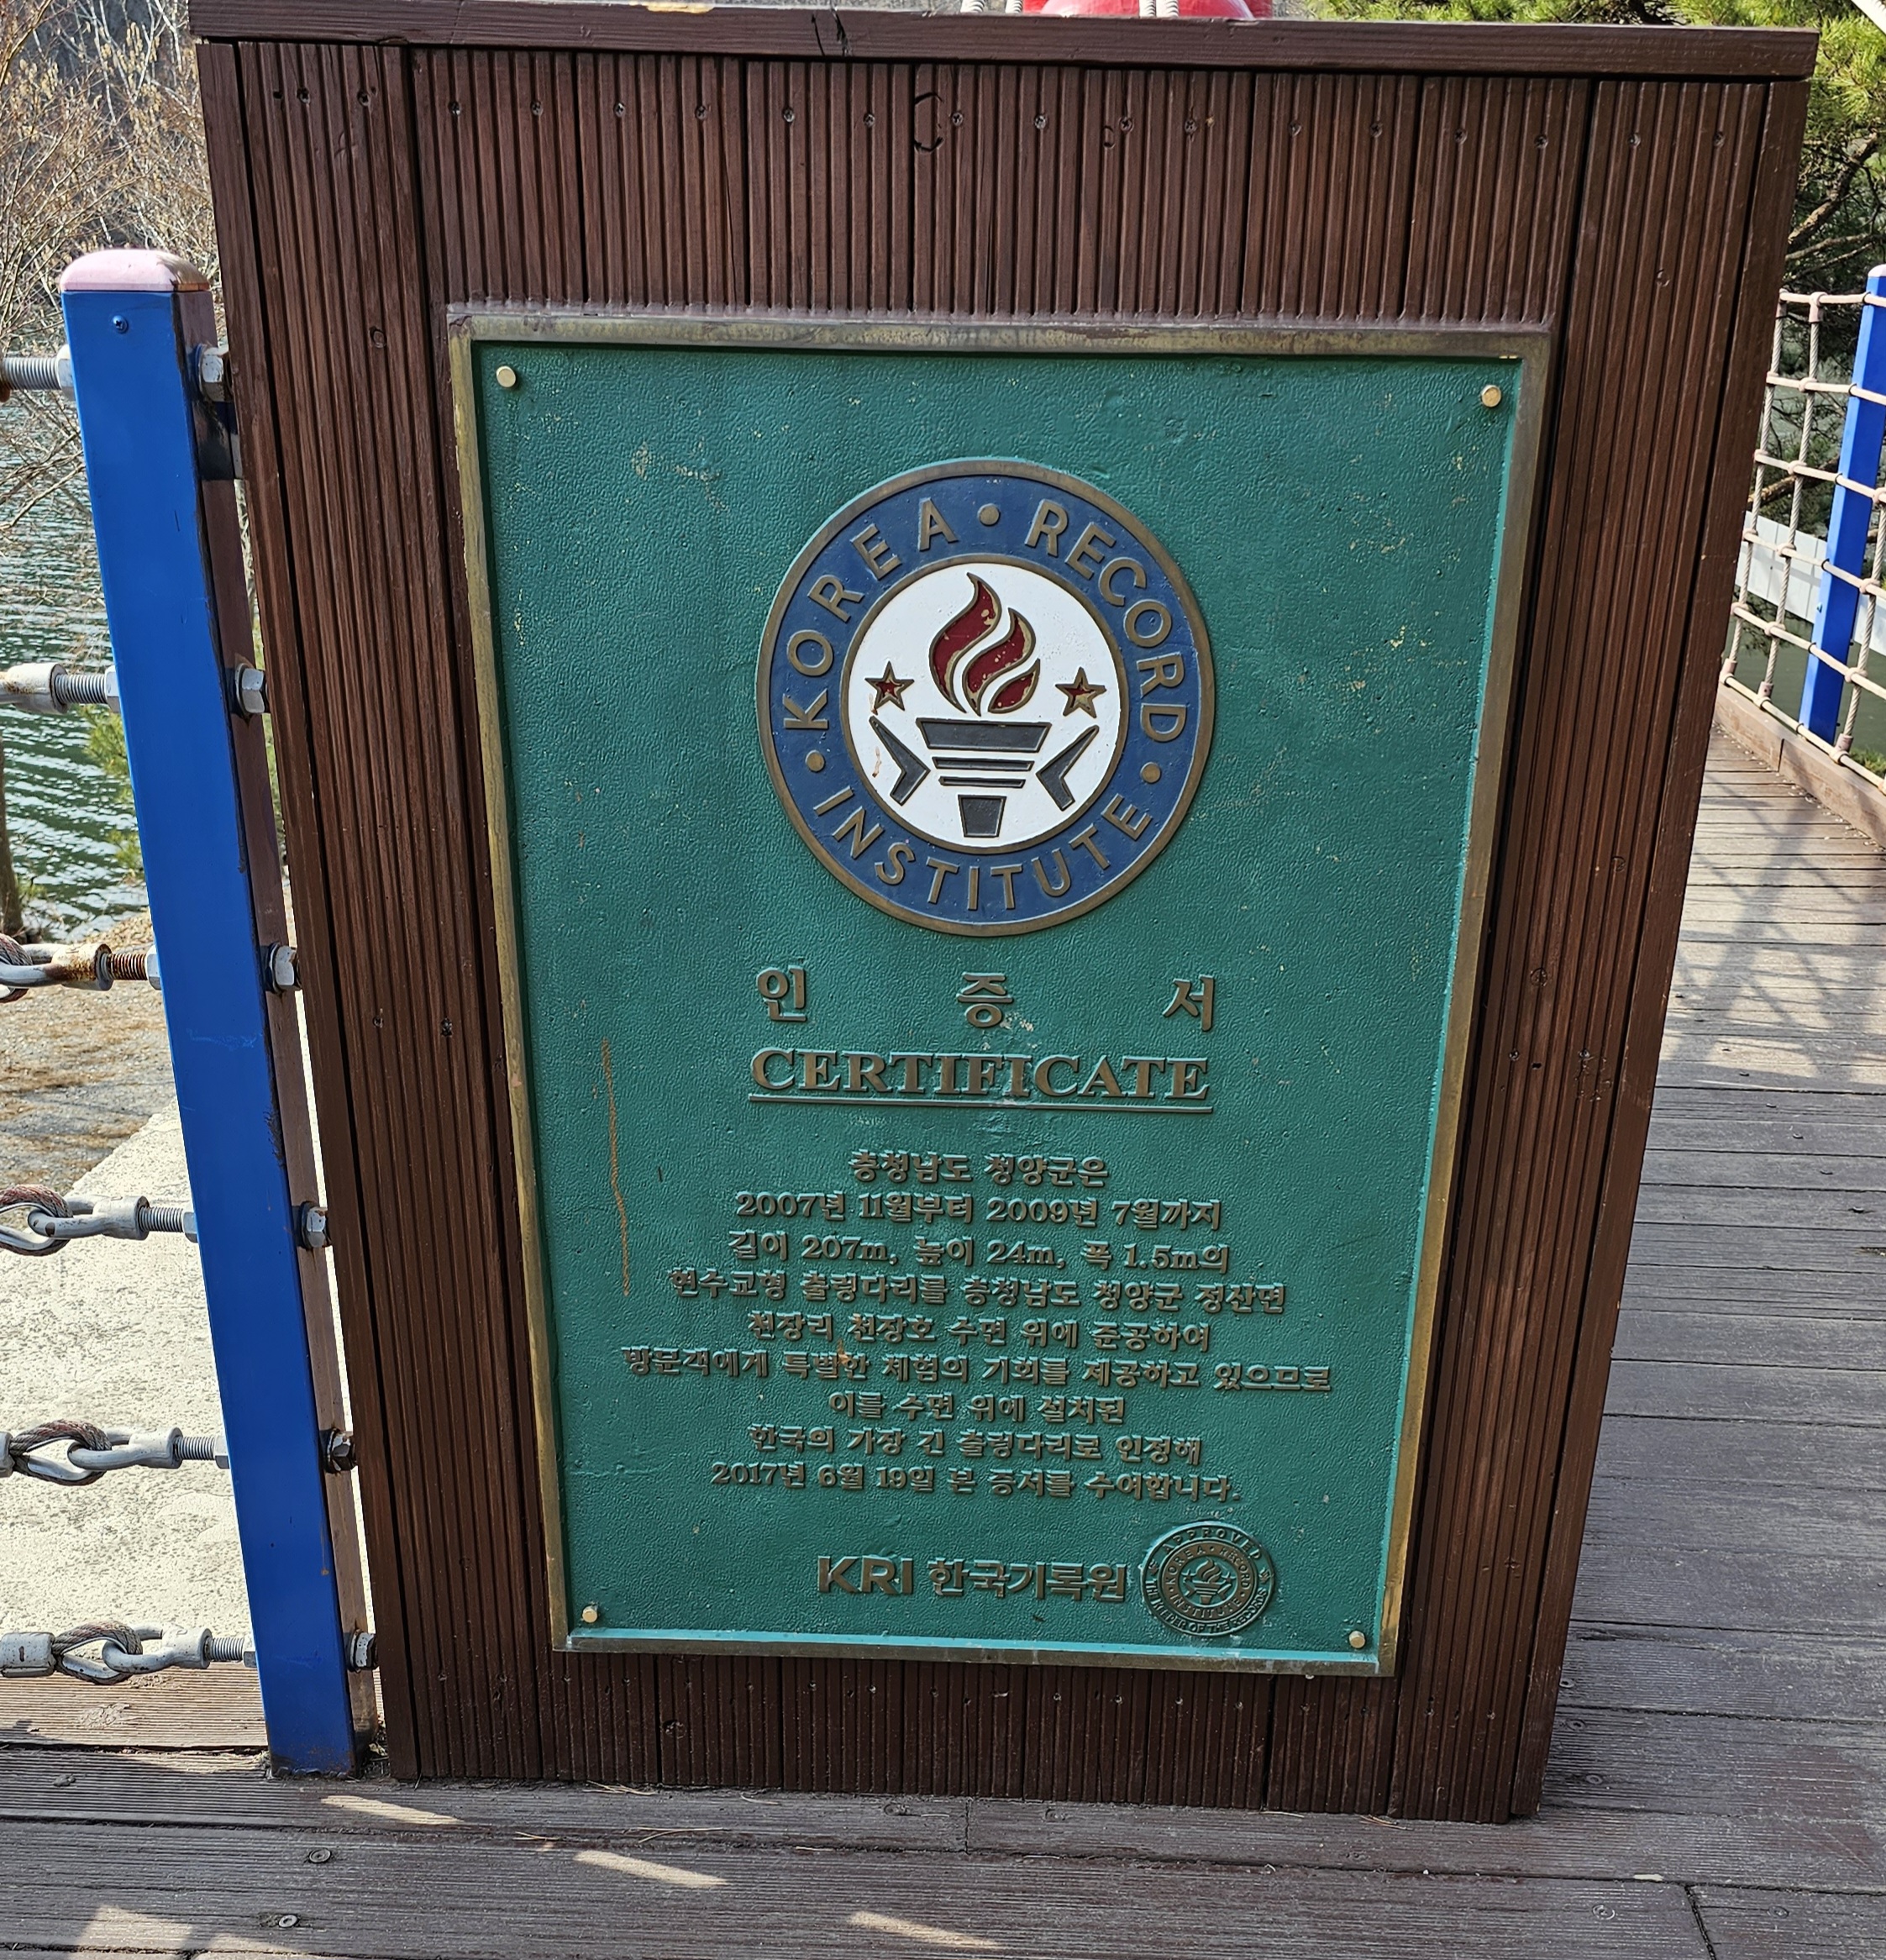 KOREA • RECORD • INSTITUTE •
인 증 서
CERTIFICATE
충청남도 청양군은
2007년 11월부터 2009년 7월까지
길이 207m, 높이 24m, 폭 1.5m의
현수교형 출렁다리를 충청남도 청양군 정산면
천장리 천장호 수면 위에 준공하여
방문객에게 특별한 체험의 기회를 제공하고 있으므로
이를 수면 위에 설치된
한국의 가장 긴 출렁다리로 인정해
2017년 6월 19일 본 증서를 수여합니다.
KRI 한국기록원
APPROVED
KOREA • RECORD • INSTITUTE